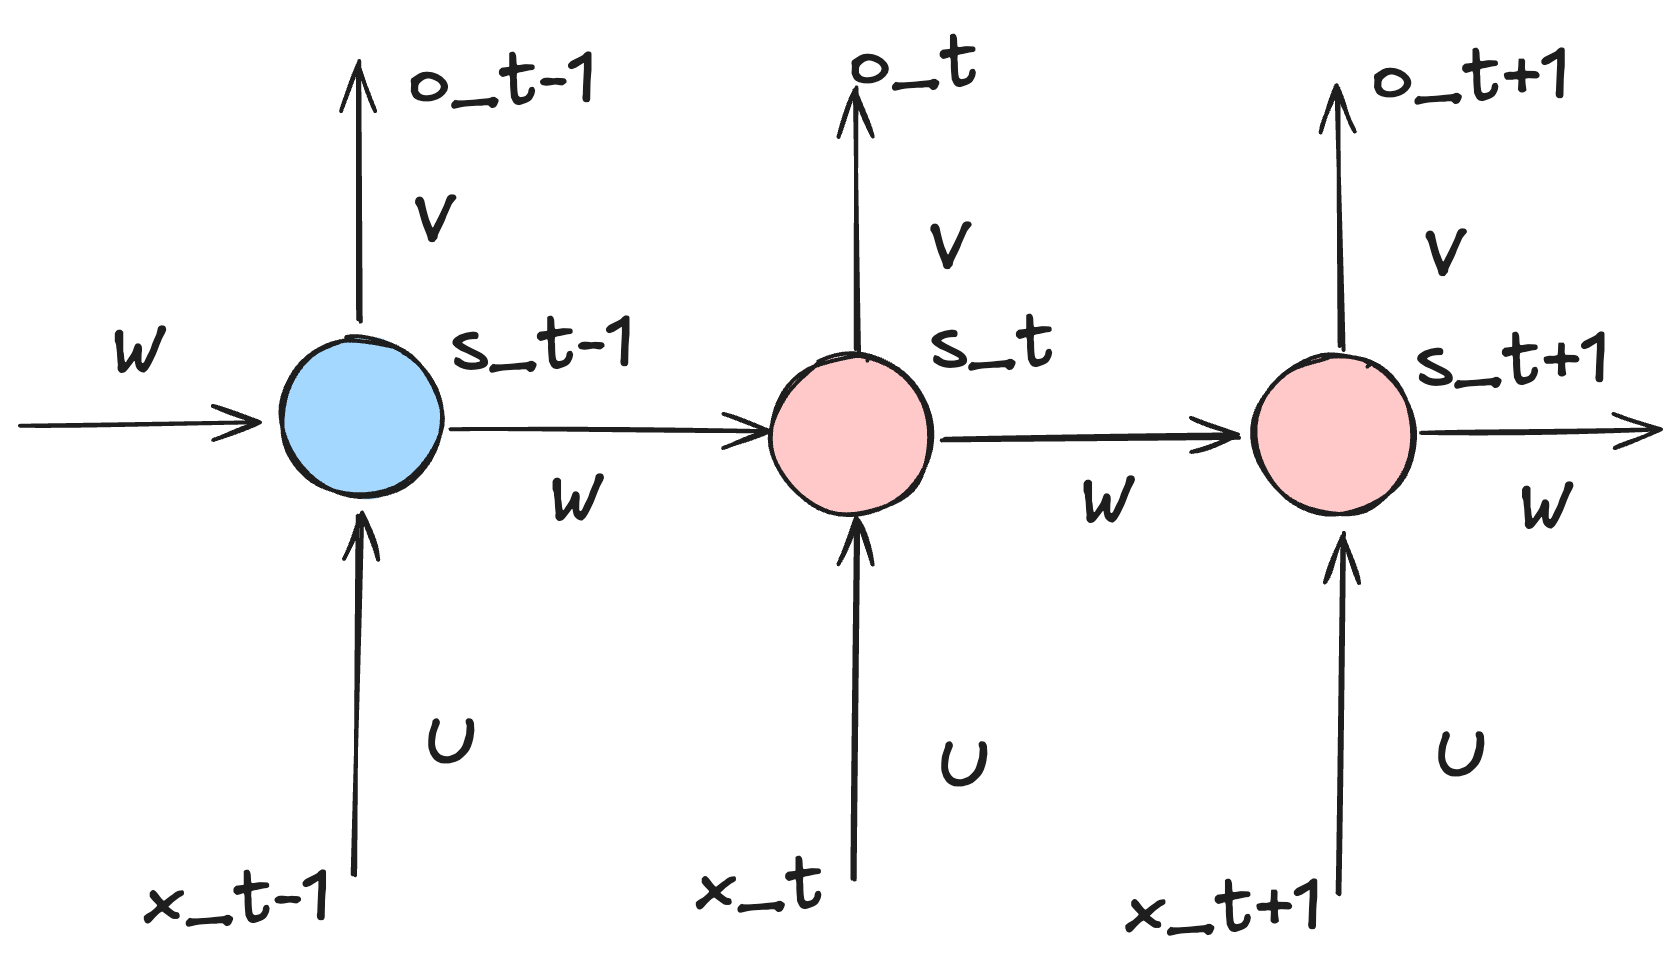 o_t-1
o_t
o_t+1
V
V
V
W
s_t-1
s_t
s_t+1
W
W
W
U
U
U
x_t-1
x_t
x_t+1